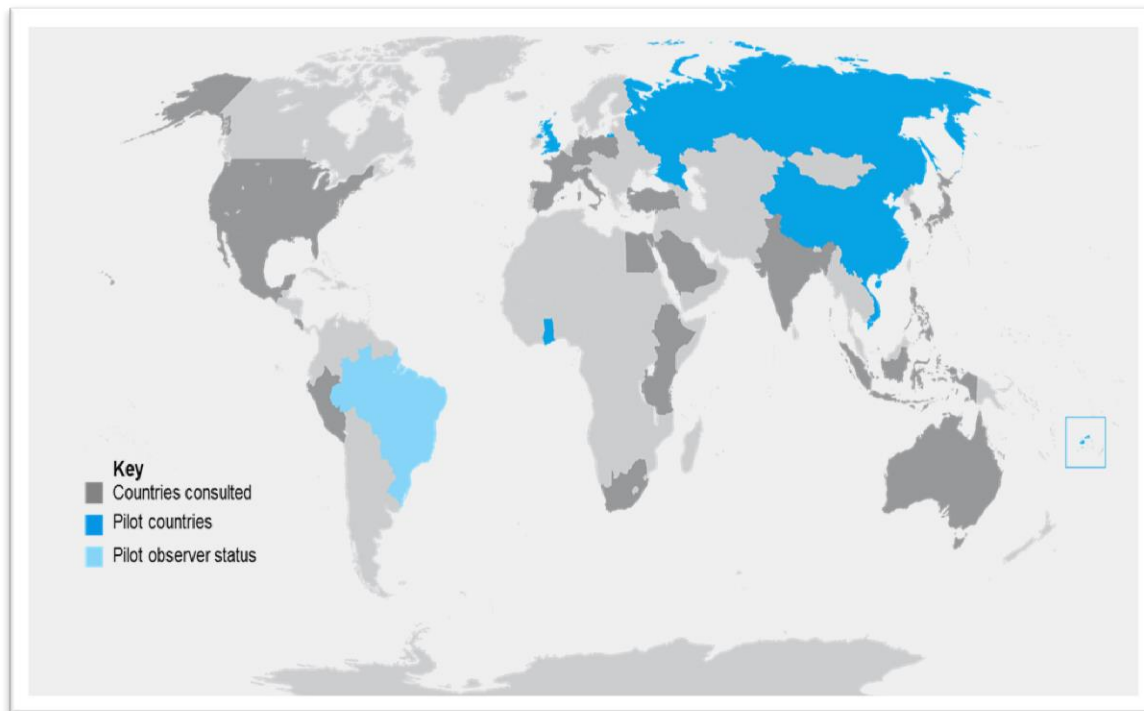 Key
Countries consulted
Pilot countries
Pilot observer status